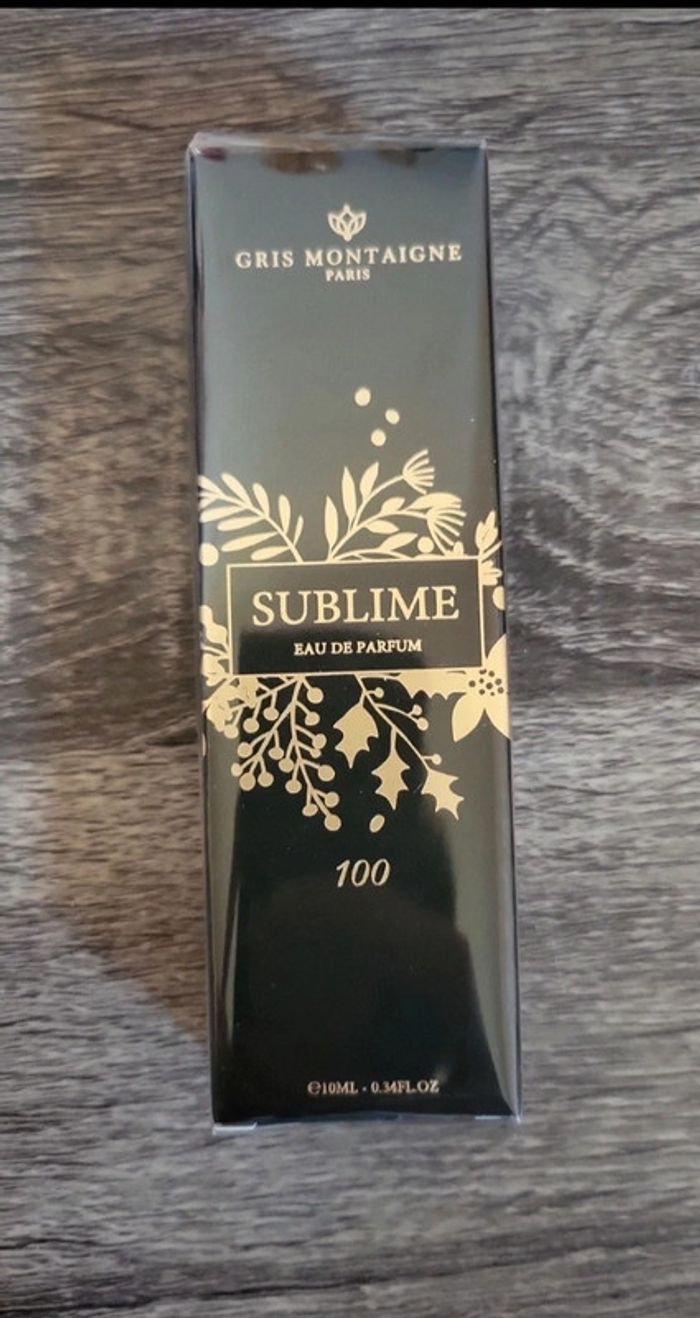 GRIS MONTAIGNE
PARIS
SUBLIME
EAU DE PARFUM
100
℮10ML - 0.34FL.OZ